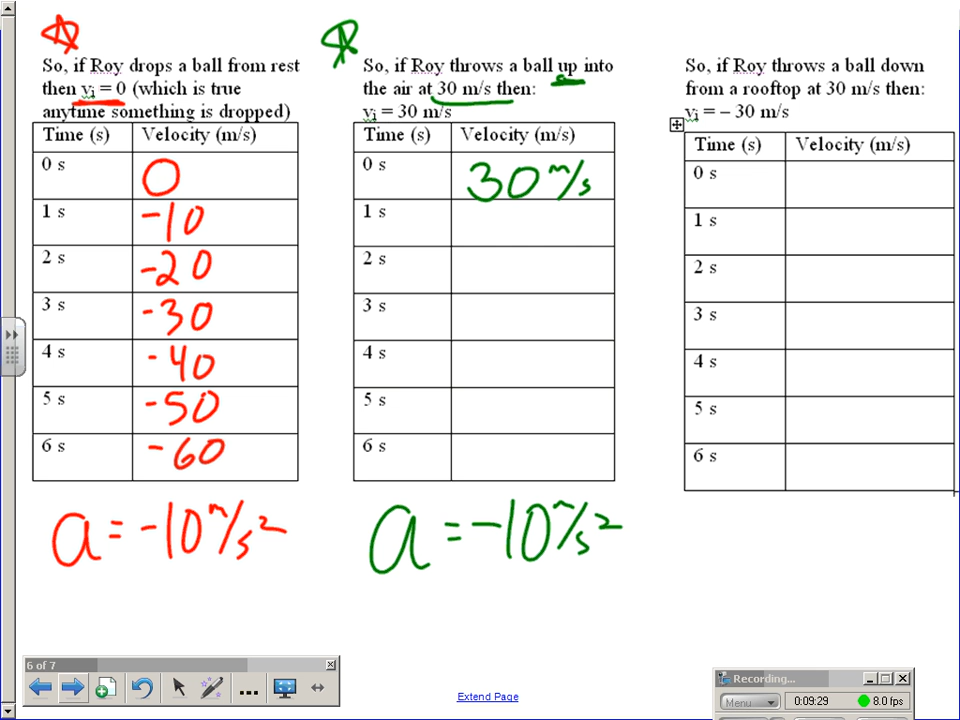 So, if Roy drops a ball from rest
then vᵢ = 0 (which is true
anytime something is dropped)
Time (s) Velocity (m/s)
0 s 0
1 s -10
2 s -20
3 s -30
4 s -40
5 s -50
6 s -60
a = -10 m/s²
So, if Roy throws a ball up into
the air at 30 m/s then:
vᵢ = 30 m/s
Time (s) Velocity (m/s)
0 s 30 m/s
1 s
2 s
3 s
4 s
5 s
6 s
a = -10 m/s²
So, if Roy throws a ball down
from a rooftop at 30 m/s then:
vᵢ = – 30 m/s
Time (s) Velocity (m/s)
0 s
1 s
2 s
3 s
4 s
5 s
6 s
6 of 7
Extend Page
Recording...
Menu 0:09:29 8.0 fps